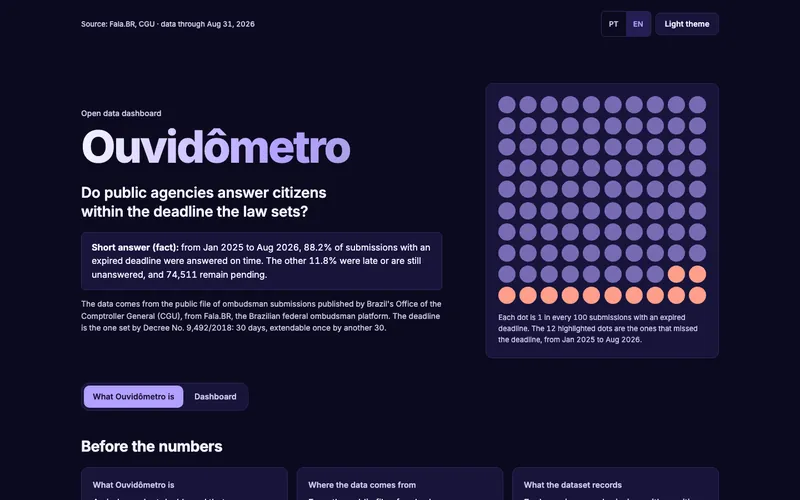 Source: Fala.BR, CGU · data through Aug 31, 2026
PT
EN
Light theme
Open data dashboard
Ouvidômetro
Do public agencies answer citizens
within the deadline the law sets?
Short answer (fact): from Jan 2025 to Aug 2026, 88.2% of submissions with an
expired deadline were answered on time. The other 11.8% were late or are still
unanswered, and 74,511 remain pending.
The data comes from the public file of ombudsman submissions published by Brazil's Office of the
Comptroller General (CGU), from Fala.BR, the Brazilian federal ombudsman platform. The deadline
is the one set by Decree No. 9,492/2018: 30 days, extendable once by another 30.
Each dot is 1 in every 100 submissions with an expired
deadline. The 12 highlighted dots are the ones that missed
the deadline, from Jan 2025 to Aug 2026.
What Ouvidômetro is
Dashboard
Before the numbers
What Ouvidômetro is
Where the data comes from
What the dataset records